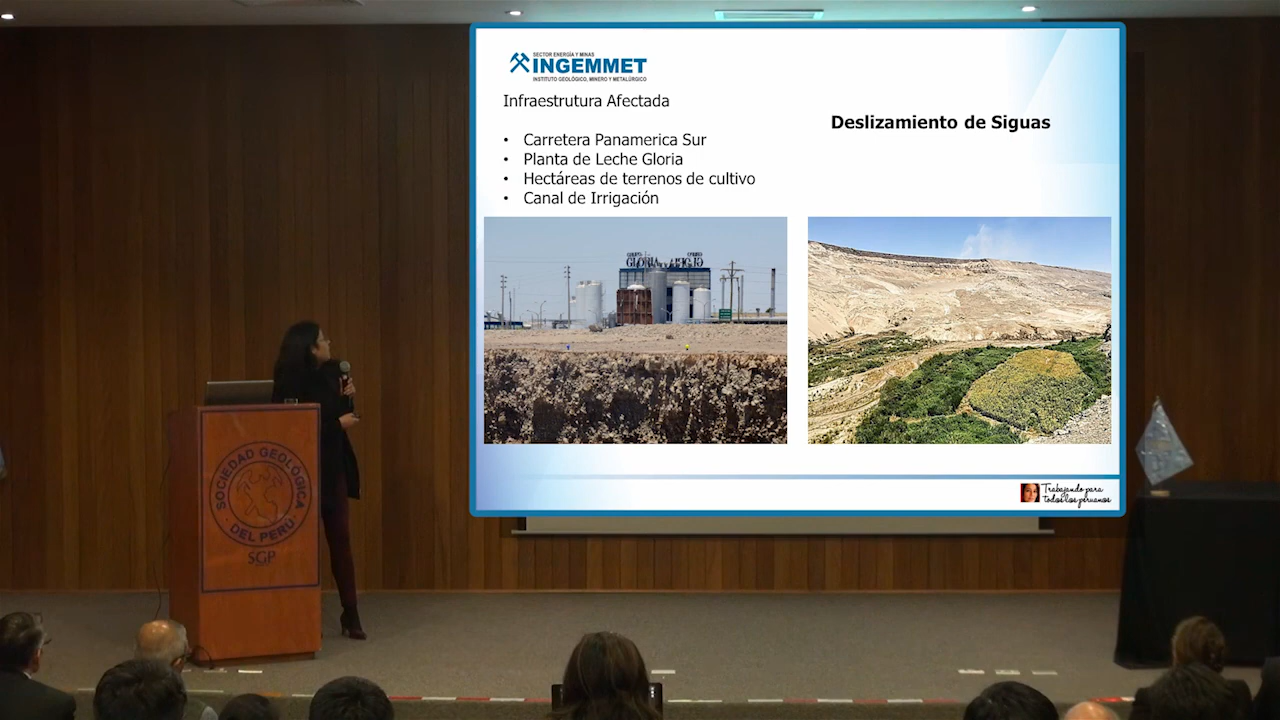 SECTOR ENERGÍA Y MINAS
INGEMMET
INSTITUTO GEOLÓGICO, MINERO Y METALÚRGICO
Infraestrutura Afectada
Deslizamiento de Siguas
• Carretera Panamerica Sur
• Planta de Leche Gloria
• Hectáreas de terrenos de cultivo
• Canal de Irrigación
GLORIA
Trabajando para
todos los peruanos
SOCIEDAD GEOLÓGICA
DEL PERÚ
SGP